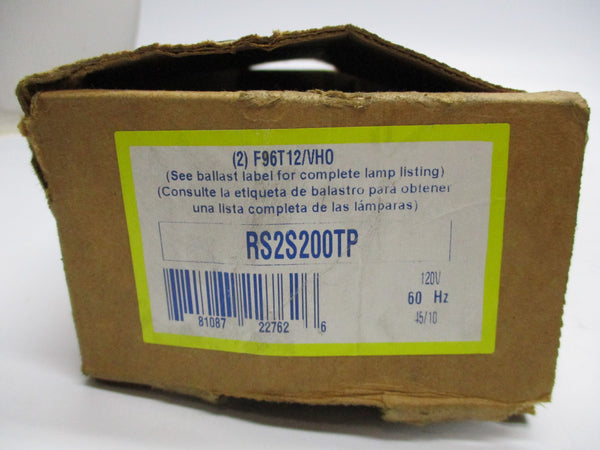 (2) F96T12/VHO
(See ballast label for complete lamp listing)
(Consulte la etiqueta de balastro para obtener
una lista completa de las lámparas)
RS2S200TP
120V
60 Hz
45/10
81087 22762 6